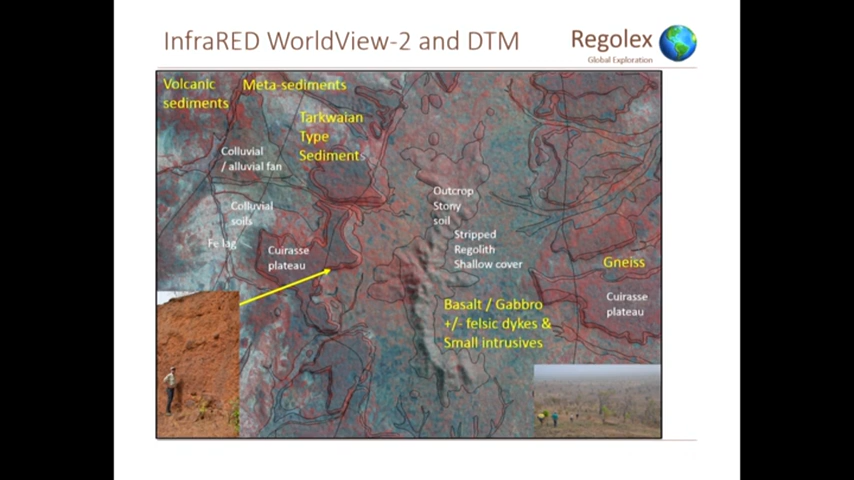 InfraRED WorldView-2 and DTM
Regolex
Global Exploration
Volcanic
sediments
Meta-sediments
Tarkwaian
Type
Sediment
Colluvial
/ alluvial fan
Colluvial
soils
Fe lag
Cuirasse
plateau
Outcrop
Stony
soil
Stripped
Regolith
Shallow cover
Gneiss
Cuirasse
plateau
Basalt / Gabbro
+/- felsic dykes &
Small intrusives